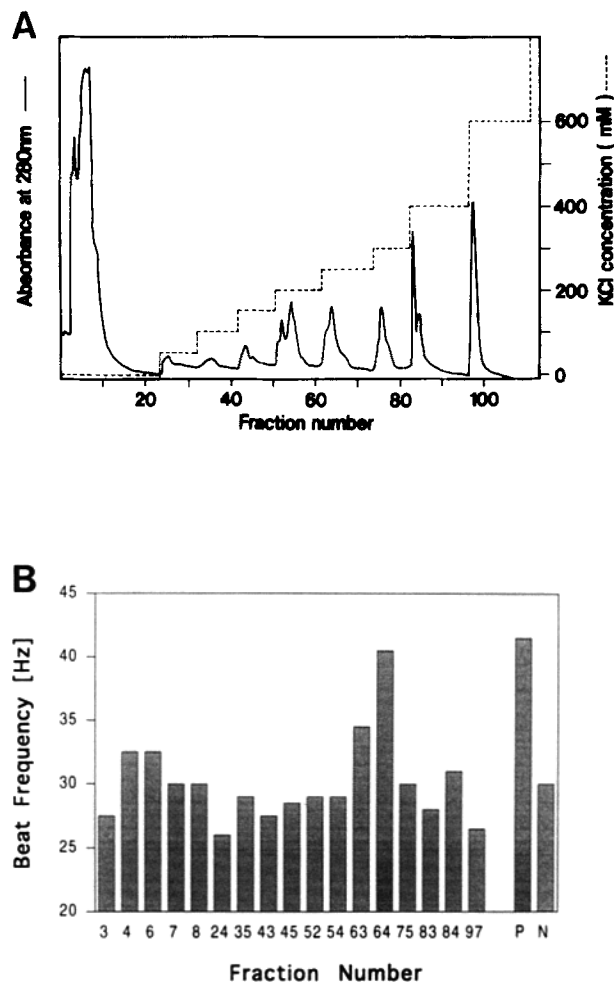 A
Absorbance at 280nm
KCl concentration ( mM )
600
400
200
0
20
40
60
80
100
Fraction number
B
Beat Frequency [Hz]
45
40
35
30
25
20
3 4 6 7 8 24 35 43 45 52 54 63 64 75 83 84 97 P N
Fraction Number